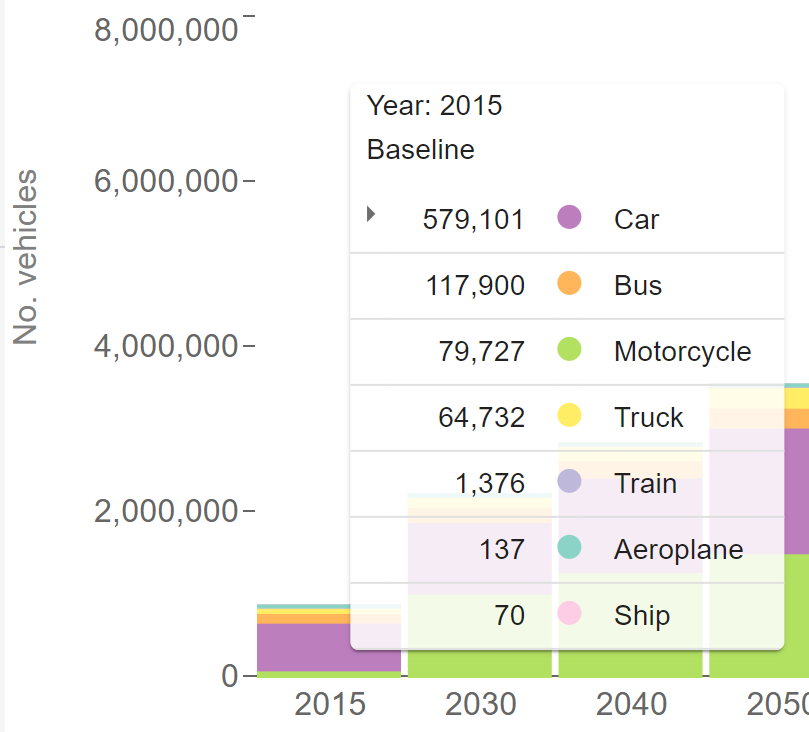 8,000,000
6,000,000
4,000,000
2,000,000
0
No. vehicles
Year: 2015
Baseline
579,101 Car
117,900 Bus
79,727 Motorcycle
64,732 Truck
1,376 Train
137 Aeroplane
70 Ship
2015 2030 2040 2050